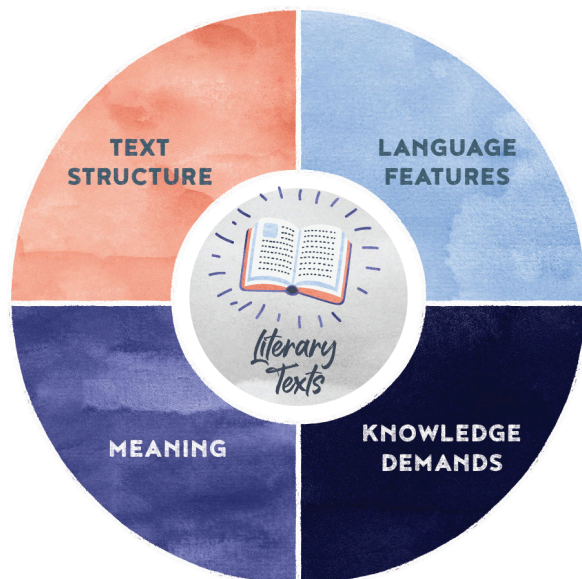 TEXT
STRUCTURE
LANGUAGE
FEATURES
Literary
Texts
MEANING
KNOWLEDGE
DEMANDS